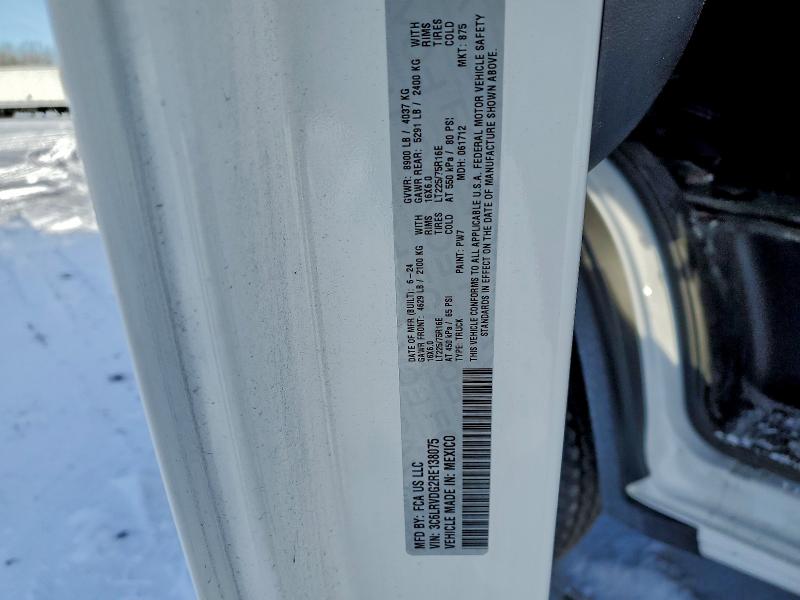 MFD BY: FCA US LLC
VIN: 3C6LRVDG2RE138075
VEHICLE MADE IN: MEXICO
DATE OF MFR (BUILT): 6-24 GVWR: 8900 LB / 4037 KG
GAWR FRONT: 4629 LB / 2100 KG WITH GAWR REAR: 5291 LB / 2400 KG WITH
16X6.0 RIMS 16X6.0 RIMS
LT225/75R16E TIRES LT225/75R16E TIRES
AT 450 kPa / 65 PSI COLD AT 550 kPa / 80 PSI COLD
TYPE: TRUCK PAINT: PW7 MDH: 061712 MKT: 875
THIS VEHICLE CONFORMS TO ALL APPLICABLE U.S.A. FEDERAL MOTOR VEHICLE SAFETY
STANDARDS IN EFFECT ON THE DATE OF MANUFACTURE SHOWN ABOVE.